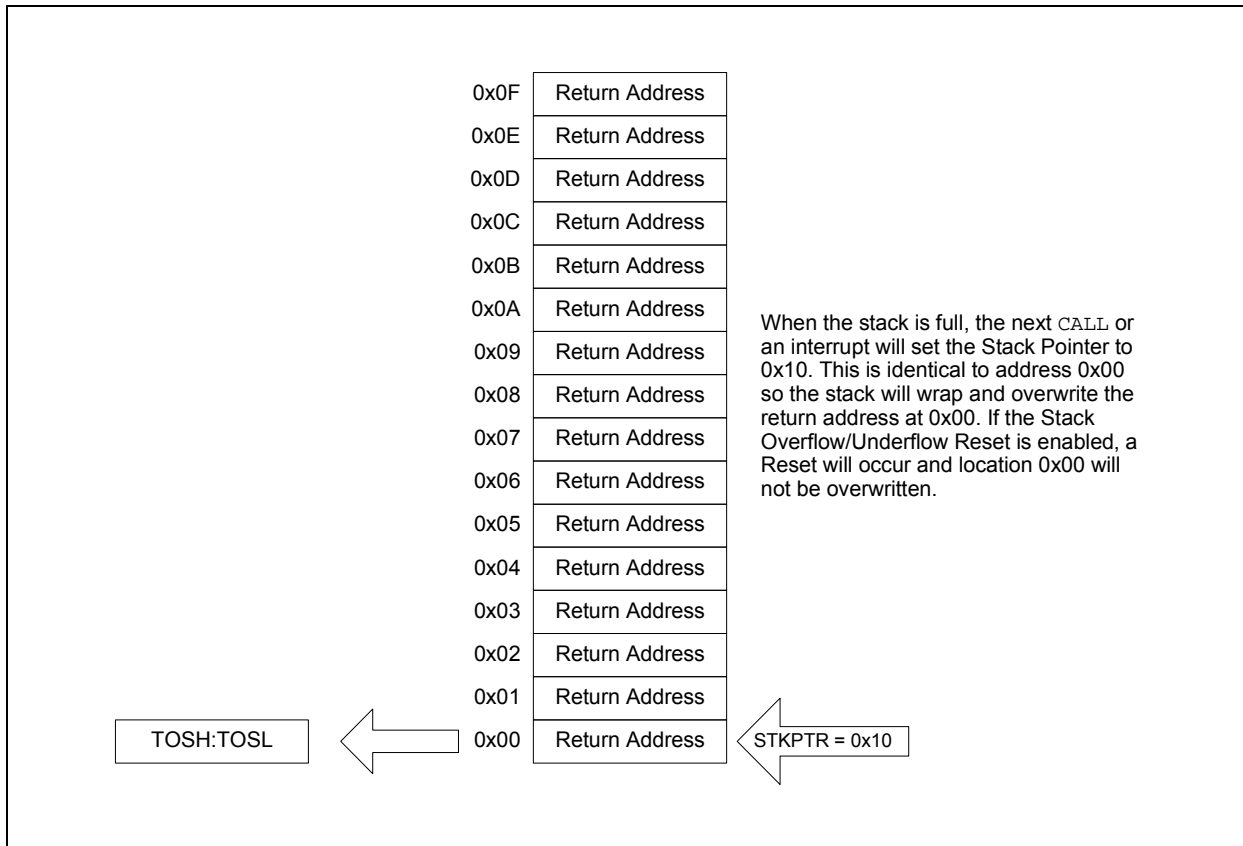 0x0F Return Address
0x0E Return Address
0x0D Return Address
0x0C Return Address
0x0B Return Address
0x0A Return Address
0x09 Return Address
0x08 Return Address
0x07 Return Address
0x06 Return Address
0x05 Return Address
0x04 Return Address
0x03 Return Address
0x02 Return Address
0x01 Return Address
TOSH:TOSL 0x00 Return Address STKPTR = 0x10
When the stack is full, the next CALL or
an interrupt will set the Stack Pointer to
0x10. This is identical to address 0x00
so the stack will wrap and overwrite the
return address at 0x00. If the Stack
Overflow/Underflow Reset is enabled, a
Reset will occur and location 0x00 will
not be overwritten.